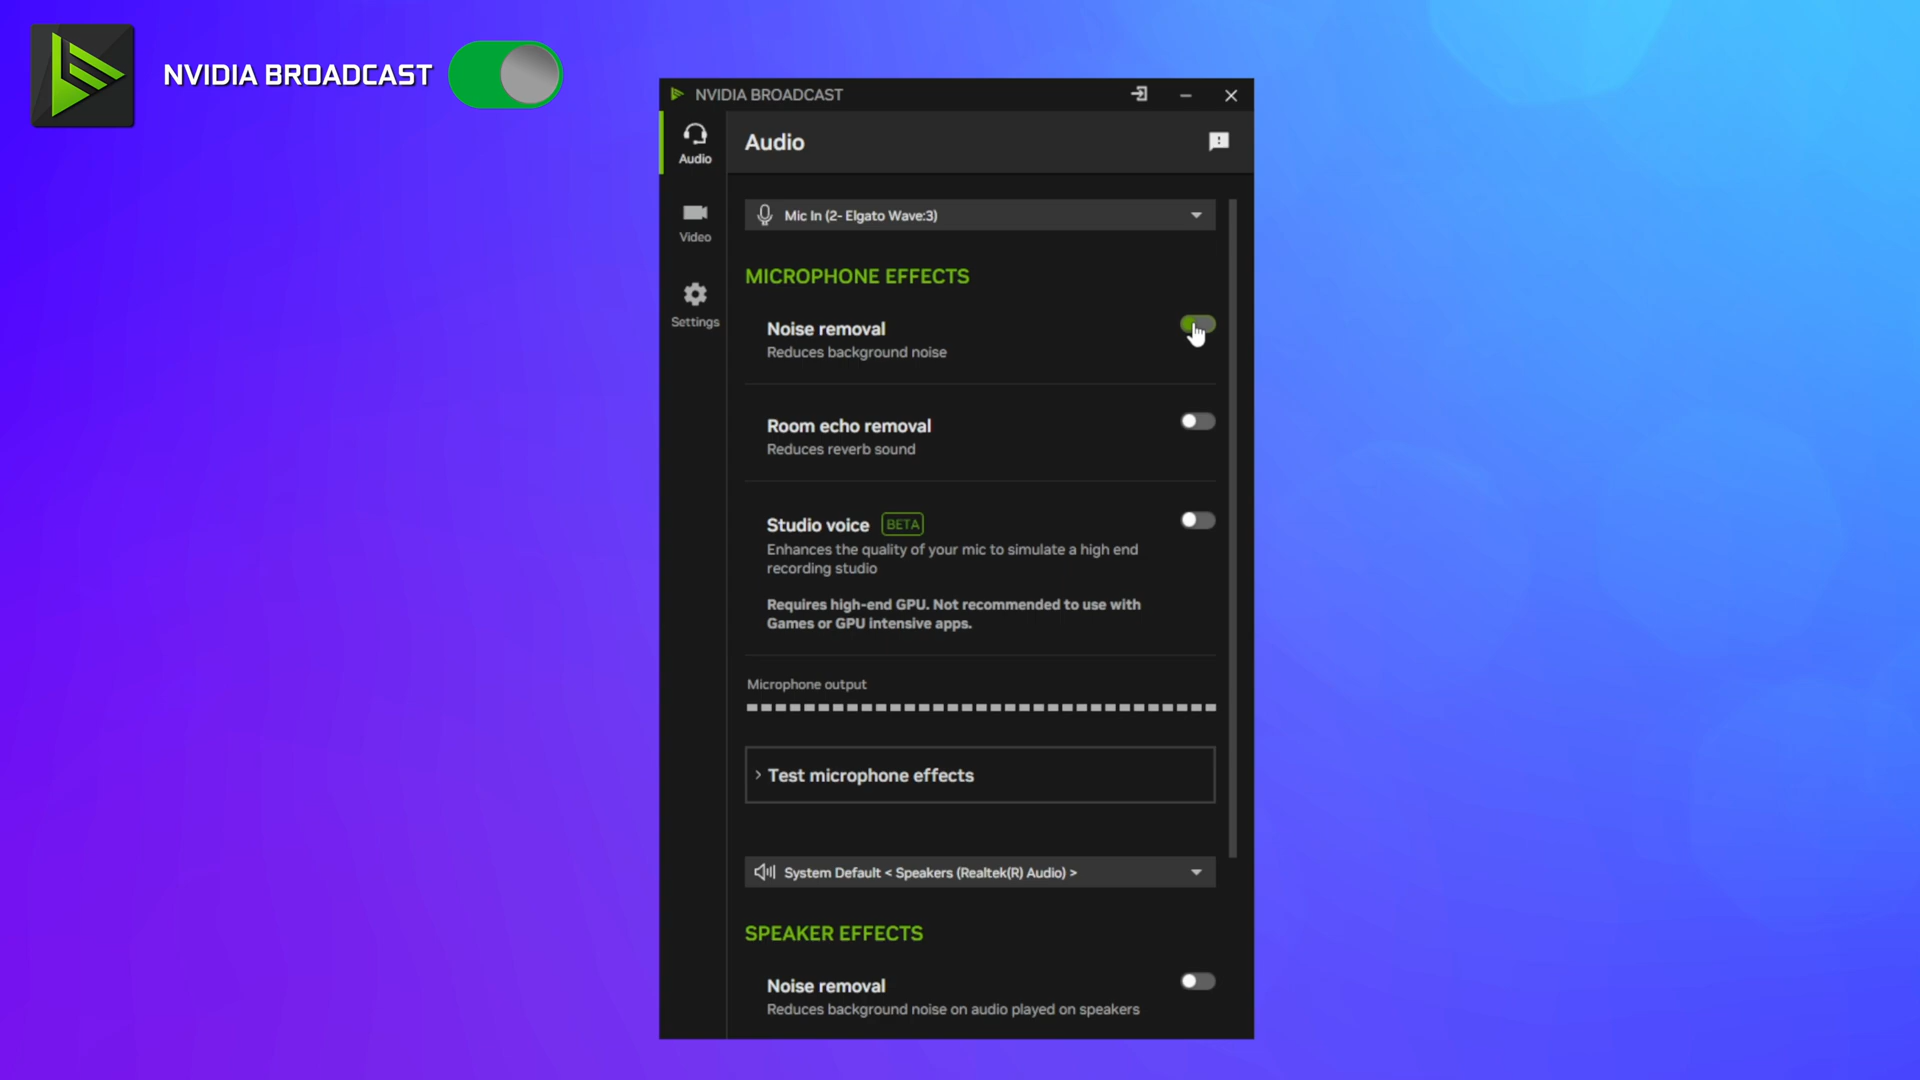 NVIDIA BROADCAST
NVIDIA BROADCAST
Audio
Audio
Video
Settings
Mic In (2- Elgato Wave:3)
MICROPHONE EFFECTS
Noise removal
Reduces background noise
Room echo removal
Reduces reverb sound
Studio voice BETA
Enhances the quality of your mic to simulate a high end
recording studio
Requires high-end GPU. Not recommended to use with
Games or GPU intensive apps.
Microphone output
> Test microphone effects
System Default < Speakers (Realtek(R) Audio) >
SPEAKER EFFECTS
Noise removal
Reduces background noise on audio played on speakers